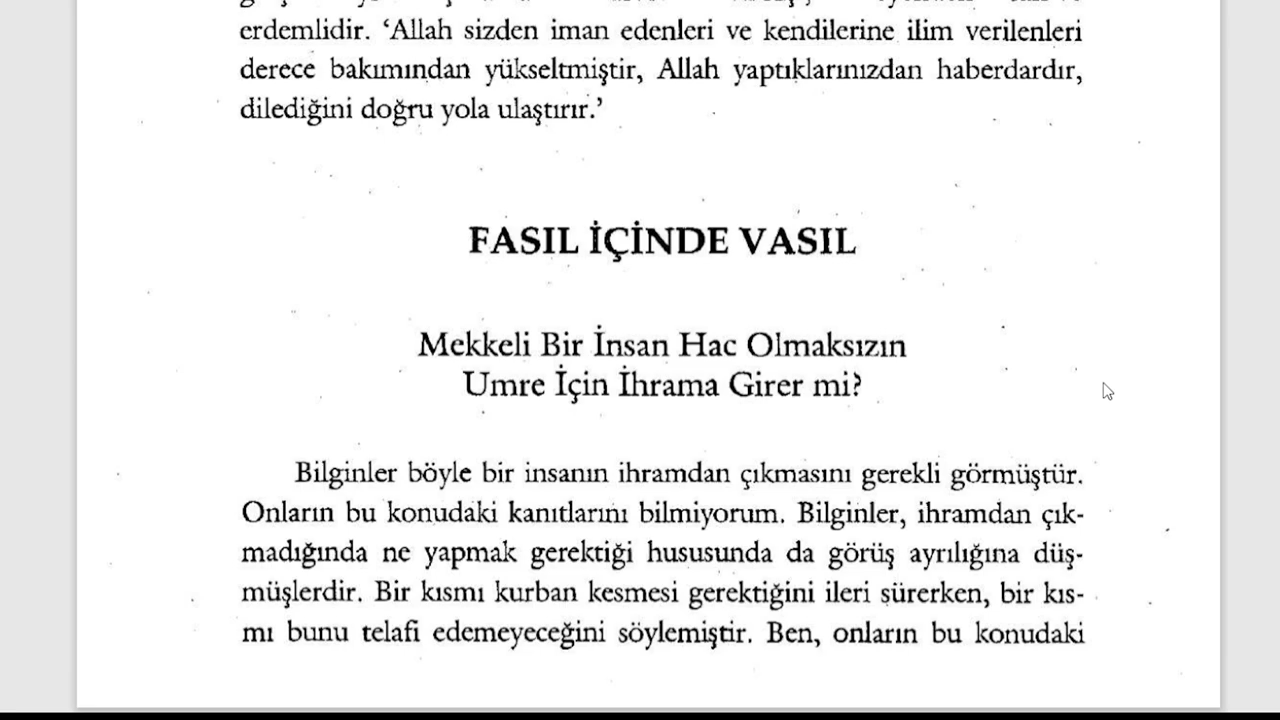 erdemlidir. ‘Allah sizden iman edenleri ve kendilerine ilim verilenleri
derece bakımından yükseltmiştir, Allah yaptıklarınızdan haberdardır,
dilediğini doğru yola ulaştırır.’
FASIL İÇİNDE VASIL
Mekkeli Bir İnsan Hac Olmaksızın
Umre İçin İhrama Girer mi?
Bilginler böyle bir insanın ihramdan çıkmasını gerekli görmüştür.
Onların bu konudaki kanıtlarını bilmiyorum. Bilginler, ihramdan çık-
madığında ne yapmak gerektiği hususunda da görüş ayrılığına düş-
müşlerdir. Bir kısmı kurban kesmesi gerektiğini ileri sürerken, bir kıs-
mı bunu telafi edemeyeceğini söylemiştir. Ben, onların bu konudaki